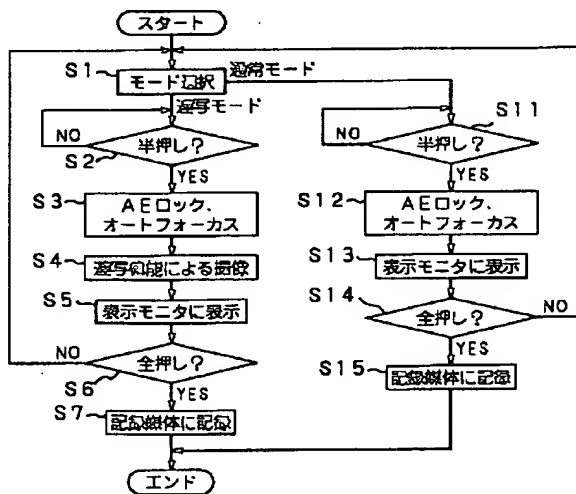 スタート
S1 モード選択 通常モード
連写モード
S2 半押し? NO
YES
S3 AEロック、
オートフォーカス
S4 連写機能による撮像
S5 表示モニタに表示
S6 全押し? NO
YES
S7 記録媒体に記録
S11 半押し? NO
YES
S12 AEロック、
オートフォーカス
S13 表示モニタに表示
S14 全押し? NO
YES
S15 記録媒体に記録
エンド